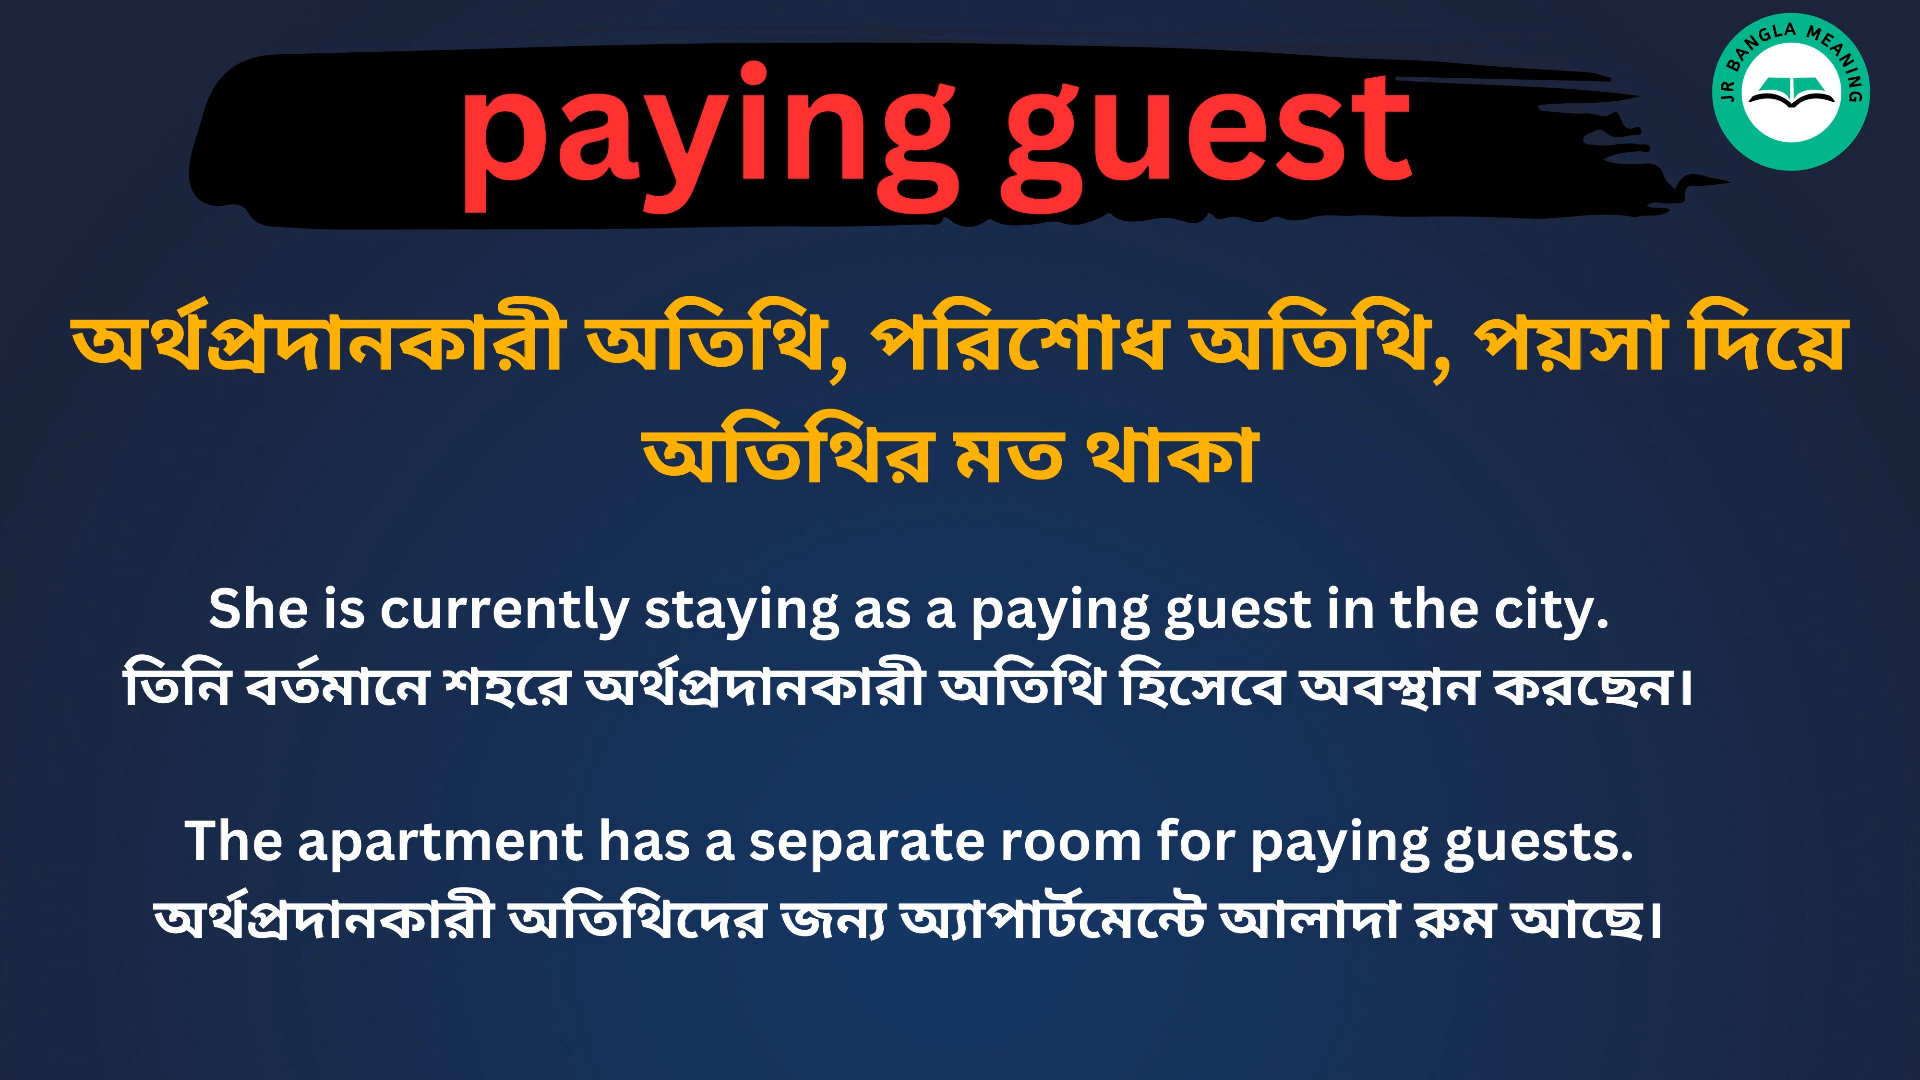 paying guest
JR BANGLA MEANING
অর্থপ্রদানকারী অতিথি, পরিশোধ অতিথি, পয়সা দিয়ে
অতিথির মত থাকা
She is currently staying as a paying guest in the city.
তিনি বর্তমানে শহরে অর্থপ্রদানকারী অতিথি হিসেবে অবস্থান করছেন।
The apartment has a separate room for paying guests.
অর্থপ্রদানকারী অতিথিদের জন্য অ্যাপার্টমেন্টে আলাদা রুম আছে।